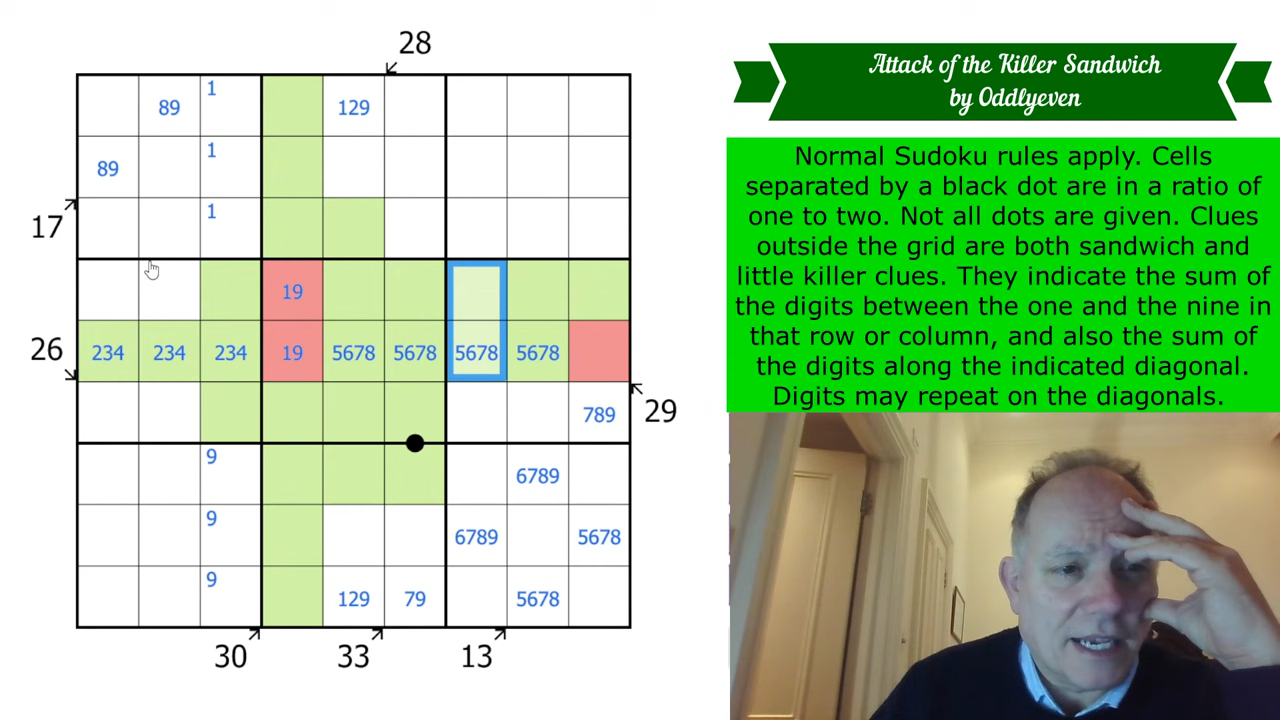 28
Attack of the Killer Sandwich
by Oddlyeven
1
89 129
Normal Sudoku rules apply. Cells
separated by a black dot are in a ratio of
one to two. Not all dots are given. Clues
outside the grid are both sandwich and
little killer clues. They indicate the sum of
the digits between the one and the nine in
that row or column, and also the sum of
the digits along the indicated diagonal.
Digits may repeat on the diagonals.
1
89
17 1
19
26 234 234 234 19 5678 5678 5678 5678
789 29
9 6789
9 6789 5678
9 129 79 5678
30 33 13